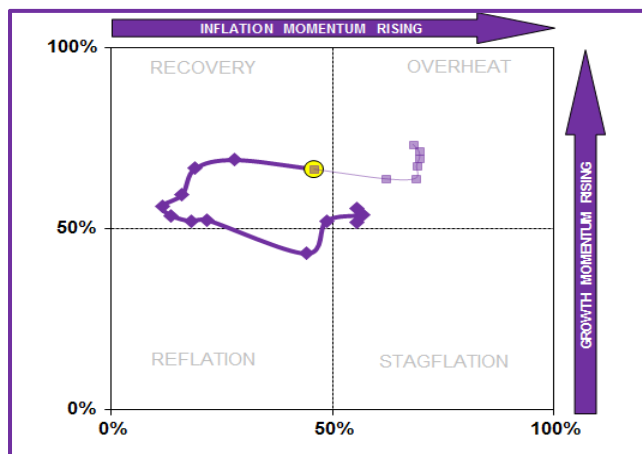 INFLATION MOMENTUM RISING
100%
RECOVERY
OVERHEAT
50%
GROWTH MOMENTUM RISING
REFLATION
STAGFLATION
0%
0%
50%
100%